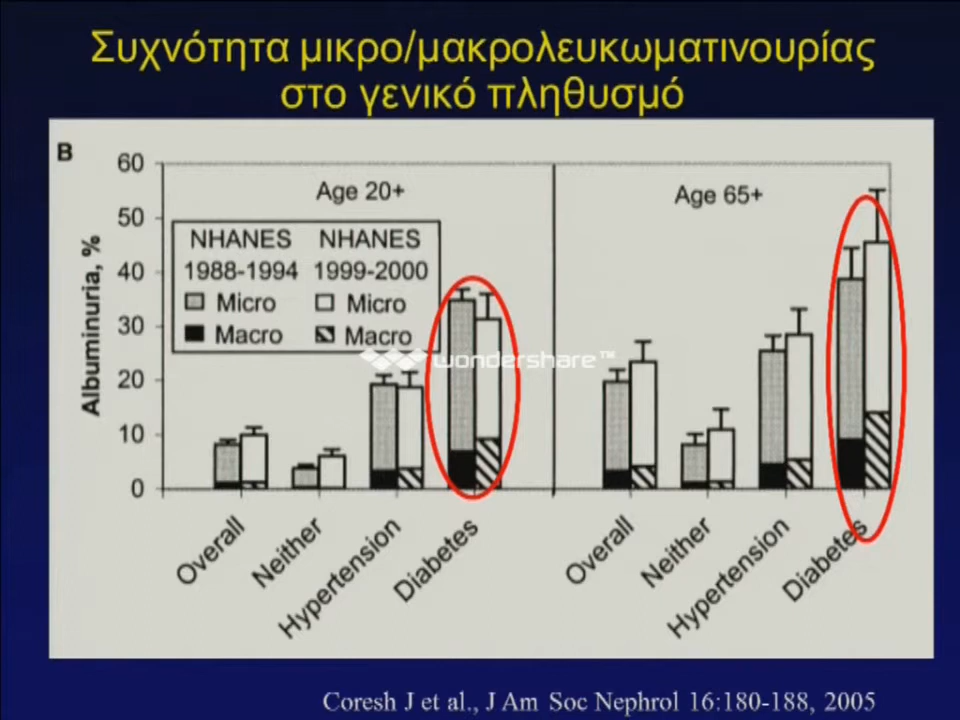 Συχνότητα μικρο/μακρολευκωματινουρίας
στο γενικό πληθυσμό
B
Albuminuria, %
60
50
40
30
20
10
0
Age 20+
Age 65+
NHANES NHANES
1988-1994 1999-2000
Micro Micro
Macro Macro
wondershare™
Overall
Neither
Hypertension
Diabetes
Overall
Neither
Hypertension
Diabetes
Coresh J et al., J Am Soc Nephrol 16:180-188, 2005